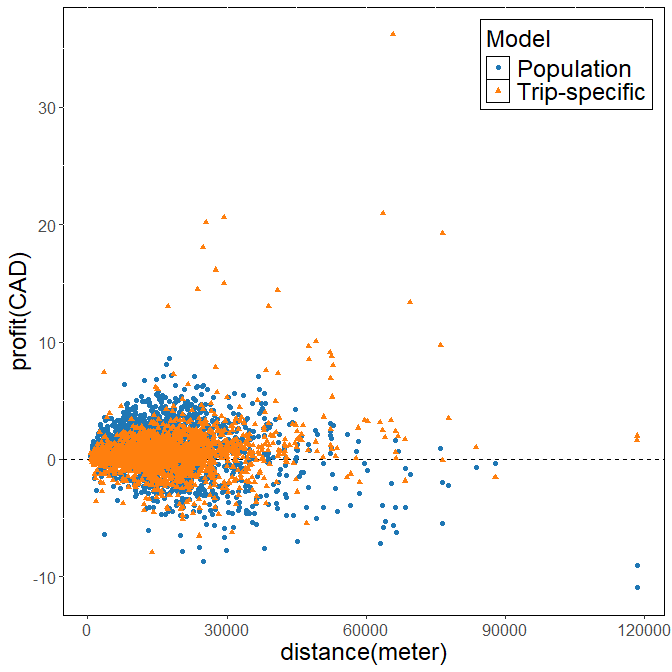 Model
Population
Trip-specific
profit(CAD)
30
20
10
0
-10
0
30000
60000
90000
120000
distance(meter)